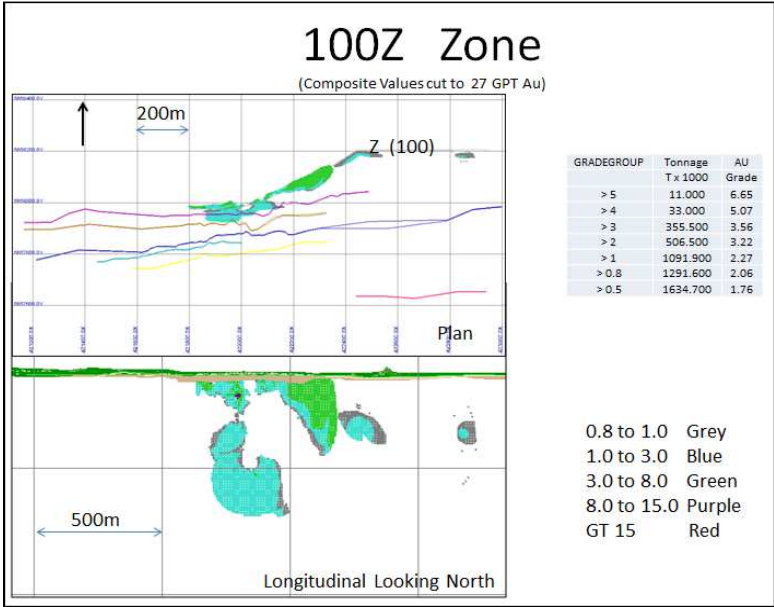 100Z Zone
(Composite Values cut to 27 GPT Au)
200m
Z (100)
Plan
500m
Longitudinal Looking North
GRADEGROUP Tonnage AU
T x 1000 Grade
> 5 11.000 6.65
> 4 33.000 5.07
> 3 355.500 3.56
> 2 506.500 3.22
> 1 1091.900 2.27
> 0.8 1291.600 2.06
> 0.5 1634.700 1.76
0.8 to 1.0 Grey
1.0 to 3.0 Blue
3.0 to 8.0 Green
8.0 to 15.0 Purple
GT 15 Red